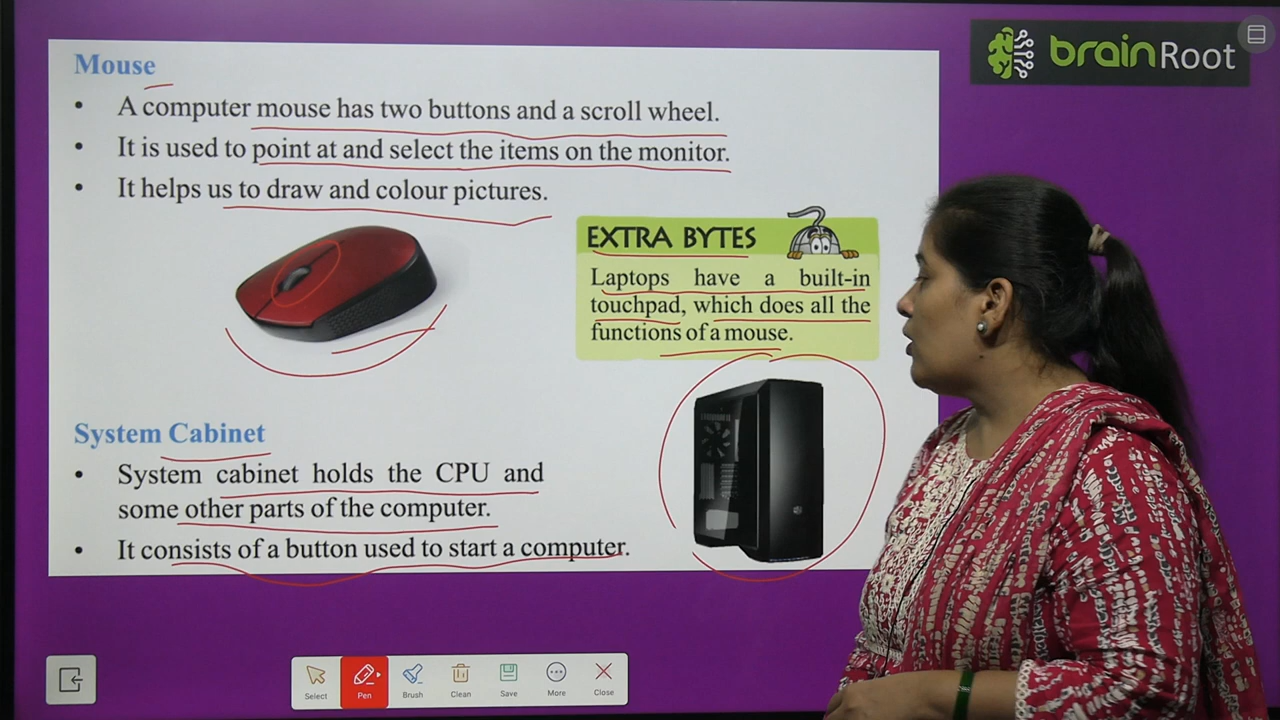 brainRoot
Mouse
• A computer mouse has two buttons and a scroll wheel.
• It is used to point at and select the items on the monitor.
• It helps us to draw and colour pictures.
EXTRA BYTES
Laptops have a built-in
touchpad, which does all the
functions of a mouse.
System Cabinet
• System cabinet holds the CPU and
some other parts of the computer.
• It consists of a button used to start a computer.
Select
Pen
Brush
Clean
Save
More
Close